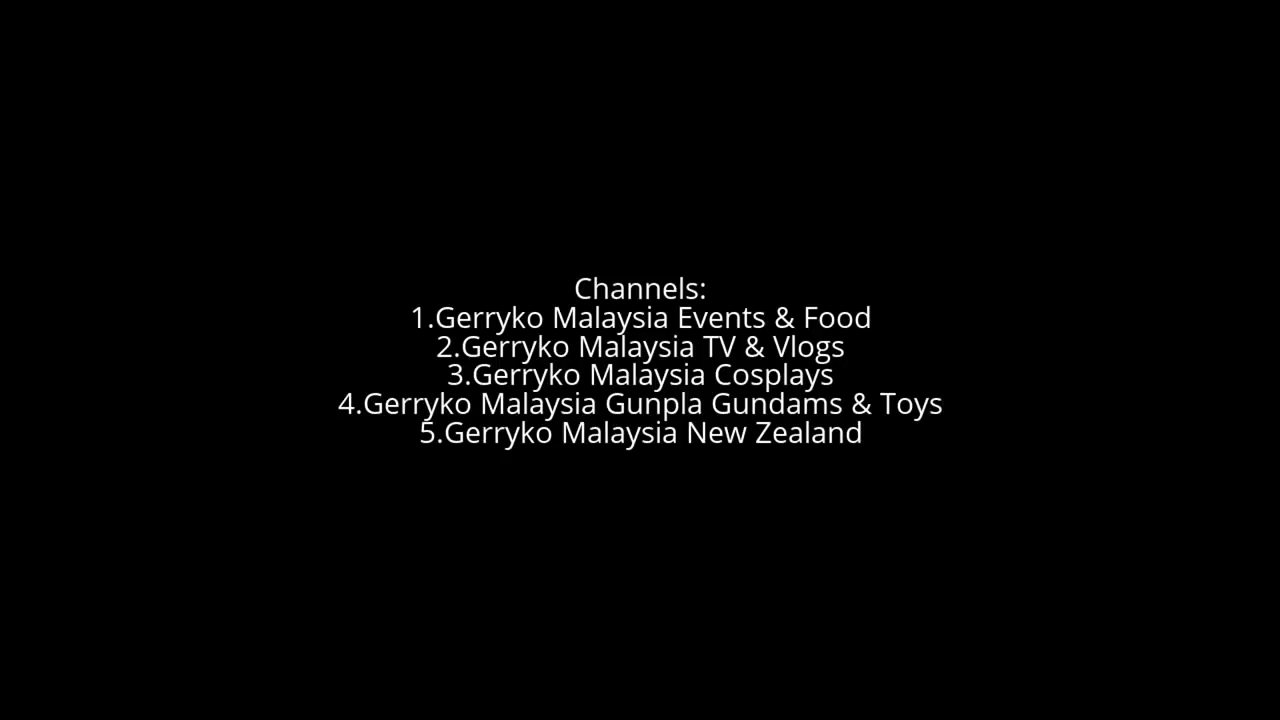 Channels:
1.Gerryko Malaysia Events & Food
2.Gerryko Malaysia TV & Vlogs
3.Gerryko Malaysia Cosplays
4.Gerryko Malaysia Gunpla Gundams & Toys
5.Gerryko Malaysia New Zealand